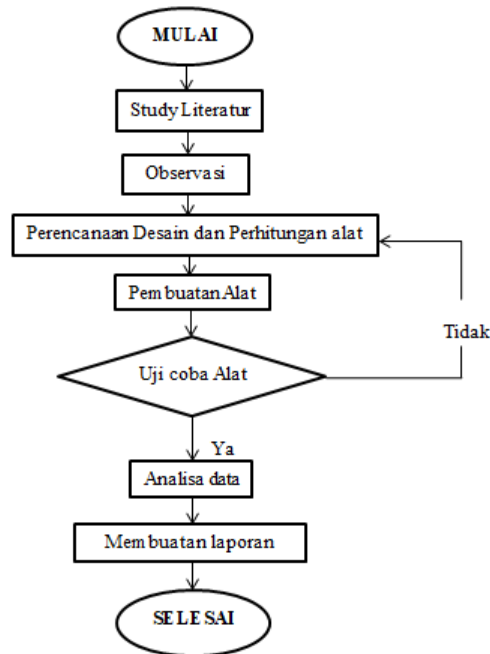 MULAI
Study Literatur
Observasi
Perencanaan Desain dan Perhitungan alat
Pembuatan Alat
Tidak
Uji coba Alat
Ya
Analisa data
Membuatan laporan
SELESAI